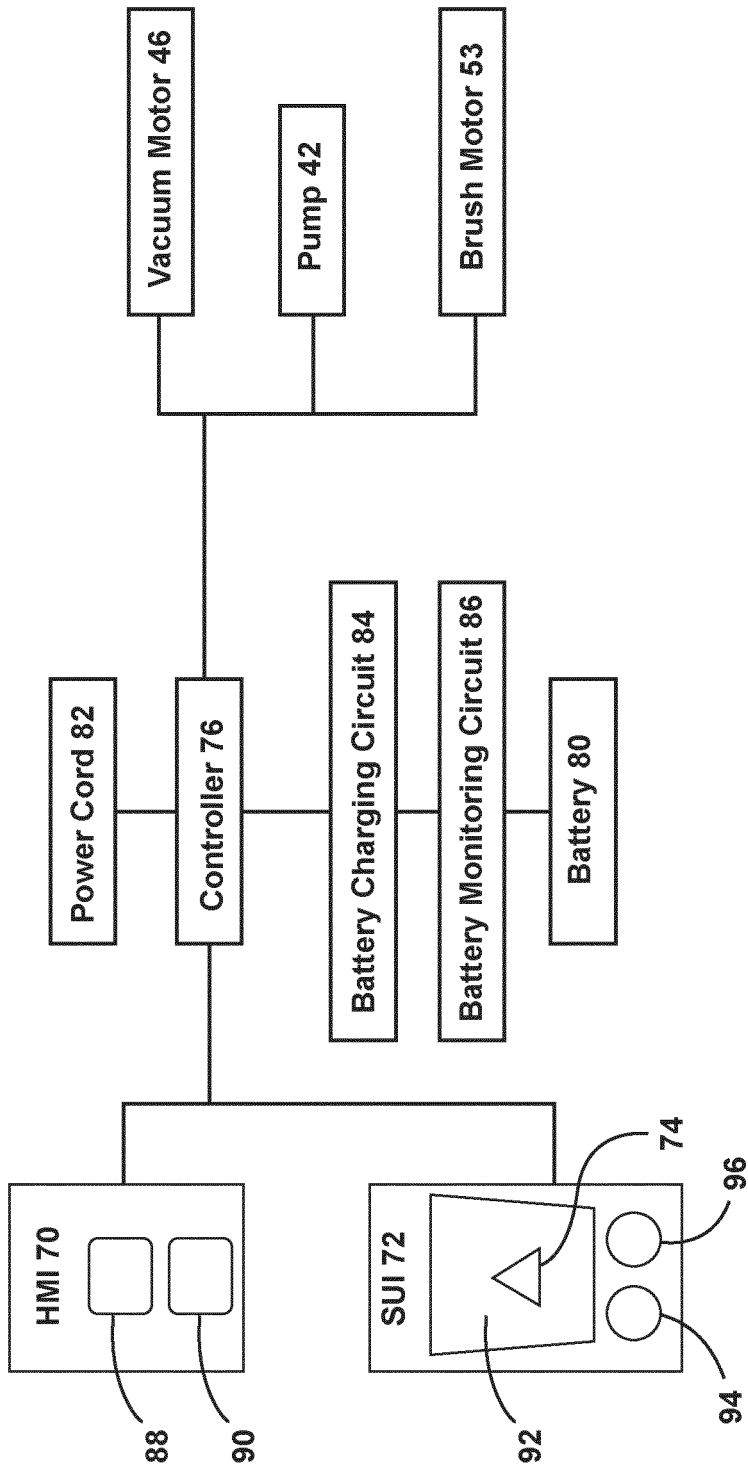 HMI 70
88
90
SUI 72
92
74
94
96
Power Cord 82
Controller 76
Battery Charging Circuit 84
Battery Monitoring Circuit 86
Battery 80
Vacuum Motor 46
Pump 42
Brush Motor 53